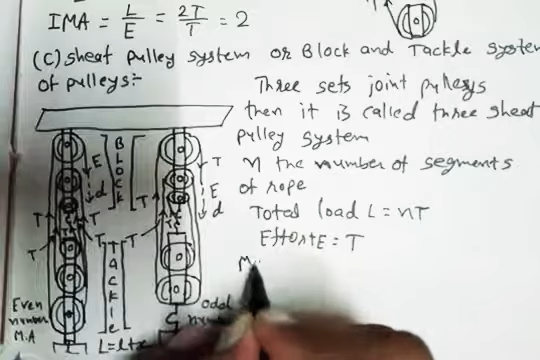 IMA = L/E = 2T/T = 2
T
(C) sheaf pulley system or Block and Tackle system
of pulleys:-
Three sets joint pulleys
then it is called three sheaf
pulley system
n the number of segments
of rope
Total load L = nT
Effort E = T
M
BLOCK
TACKLE
E
d
T
T
T
T
T
E
d
T
T
T
Even
number
M.A
odd
L=